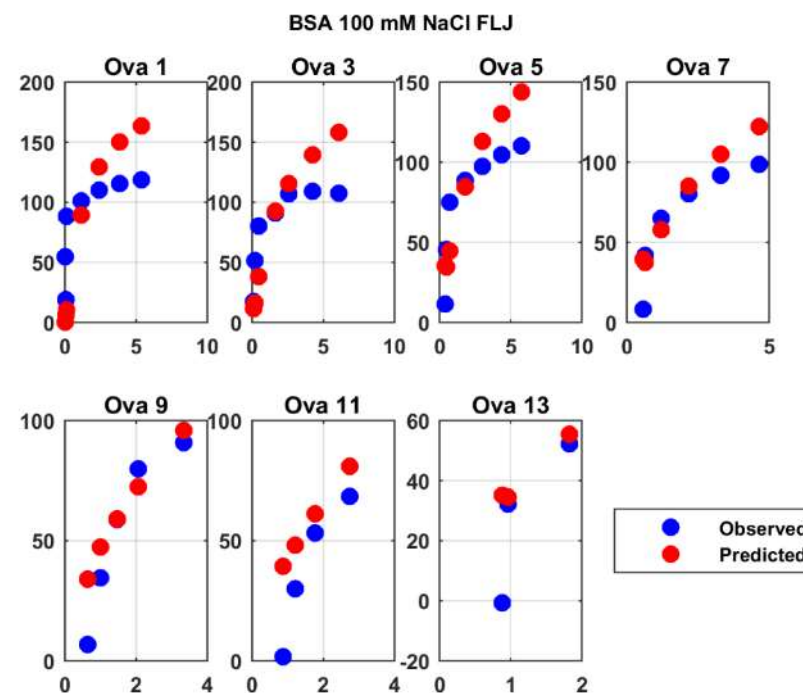 BSA 100 mM NaCl FLJ
Ova 1 Ova 3 Ova 5 Ova 7
200 200 150 150
150 150
100 100
100 100
50 50
50 50
0 0 0 0
0 5 10 0 5 10 0 5 10 0 5
Ova 9 Ova 11 Ova 13
100 100 60
40
50 50 20
0
0 0 -20
0 2 4 0 2 4 0 1 2
Observed
Predicted